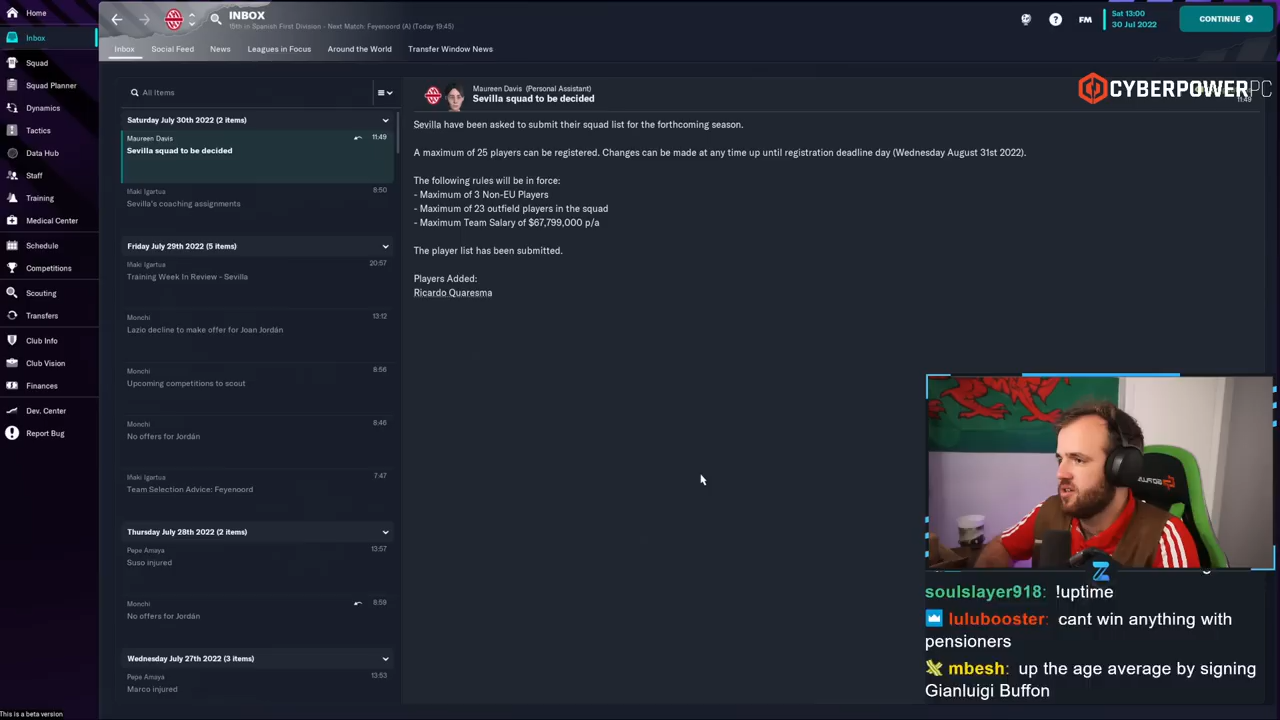 Home
Inbox
Squad
Squad Planner
Dynamics
Tactics
Data Hub
Staff
Training
Medical Center
Schedule
Competitions
Scouting
Transfers
Club Info
Club Vision
Finances
Dev. Center
Report Bug
This is a beta version
INBOX
15th in Spanish First Division - Next Match: Feyenoord (A) (Today 19:45)
FM
Sat 13:00
30 Jul 2022
CONTINUE
Inbox
Social Feed
News
Leagues in Focus
Around the World
Transfer Window News
All Items
Saturday July 30th 2022 (2 items)
Maureen Davis
11:49
Sevilla squad to be decided
Iñaki Igartua
8:50
Sevilla's coaching assignments
Friday July 29th 2022 (5 items)
Iñaki Igartua
20:57
Training Week In Review - Sevilla
Monchi
13:12
Lazio decline to make offer for Joan Jordán
Monchi
8:56
Upcoming competitions to scout
Monchi
8:46
No offers for Jordán
Iñaki Igartua
7:47
Team Selection Advice: Feyenoord
Thursday July 28th 2022 (2 items)
Pepe Amaya
13:57
Suso injured
Monchi
8:59
No offers for Jordán
Wednesday July 27th 2022 (3 items)
Pepe Amaya
13:53
Marco injured
Maureen Davis (Personal Assistant)
Sevilla squad to be decided
CYBERPOWERPC
11:49
Sevilla have been asked to submit their squad list for the forthcoming season.
A maximum of 25 players can be registered. Changes can be made at any time up until registration deadline day (Wednesday August 31st 2022).
The following rules will be in force:
- Maximum of 3 Non-EU Players
- Maximum of 23 outfield players in the squad
- Maximum Team Salary of $67,799,000 p/a
The player list has been submitted.
Players Added:
Ricardo Quaresma
soulslayer918: !uptime
lulubooster: cant win anything with
pensioners
mbesh: up the age average by signing
Gianluigi Buffon